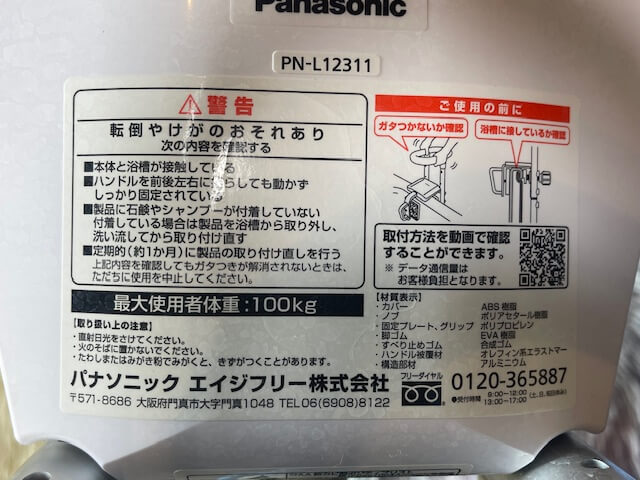 Panasonic
PN-L12311
警告
転倒やけがのおそれあり
次の内容を確認する
■本体と浴槽が接触している
■ハンドルを前後左右に らしても動かず
しっかり固定されている
■製品に石鹸やシャンプーが付着していない
付着している場合は製品を浴槽から取り外し、
洗い流してから取り付け直す
■定期的(約1か月)に製品の取り付け直しを行う
上記内容を確認してもガタつきが解消されないときは、
ただちに使用を中止してください。
最大使用者体重:100kg
【取り扱い上の注意】
・直射日光をさけてください。
・火のそばに置かないでください。
・たわしまたはみがき粉でみがくと、きずがつくことがあります。
ご使用の前に
ガタつかないか確認
浴槽に接しているか確認
取付方法を動画で確認
することができます。
※ データ通信量は
お客様負担となります。
【材質表示】
・カバー ABS樹脂
・ノブ ポリアセタール樹脂
・固定プレート、グリップ ポリプロピレン
・脚ゴム EVA樹脂
・すべり止めゴム 合成ゴム
・ハンドル被覆材 オレフィン系エラストマー
・構造部材 アルミニウム
パナソニック エイジフリー株式会社
〒571-8686 大阪府門真市大字門真1048 TEL06(6908)8122
フリーダイヤル
0120-365887
●受付時間 9:00〜12:00
13:00〜17:00